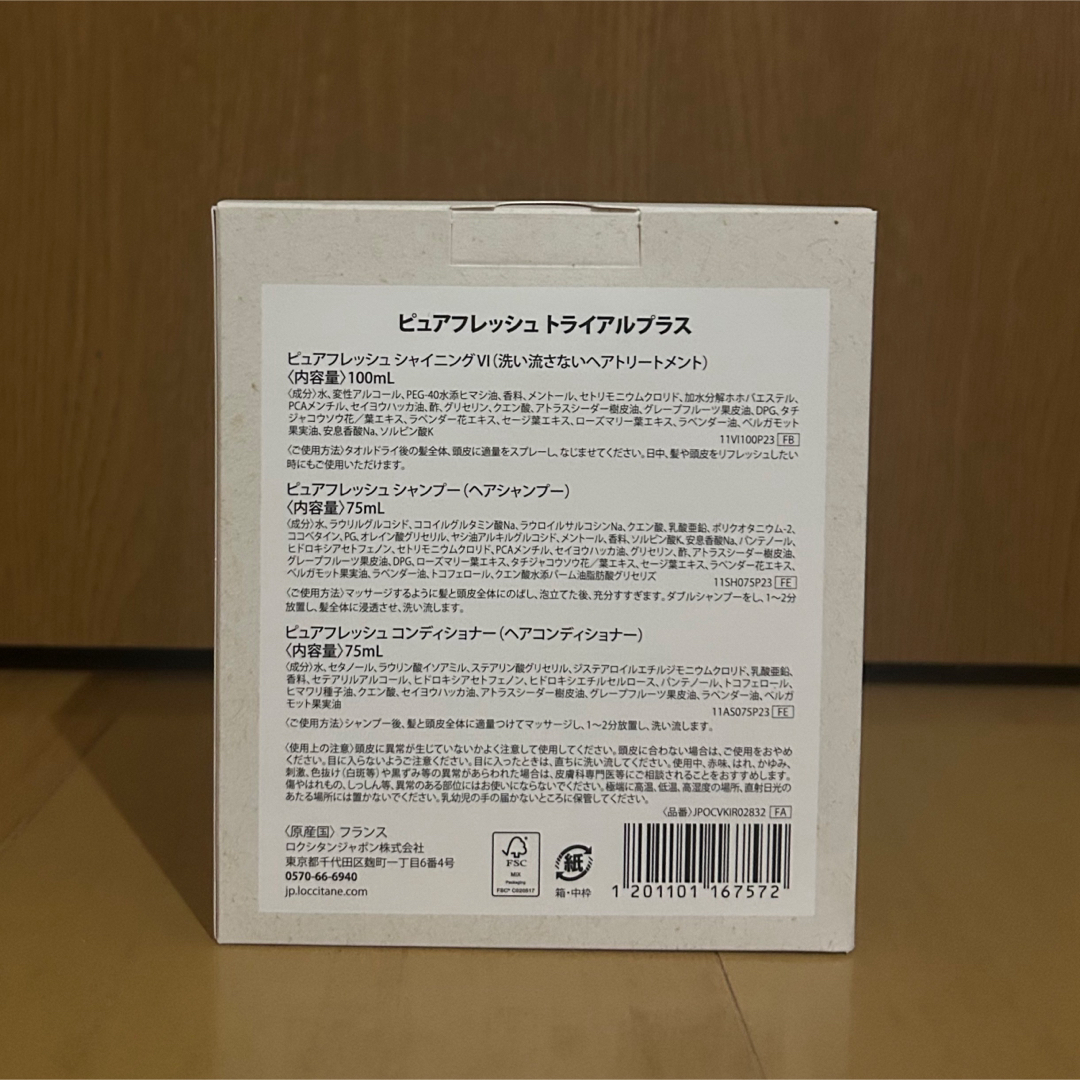 ピュアフレッシュ トライアルプラス
ピュアフレッシュ シャイニングVI(洗い流さないヘアトリートメント)
〈内容量〉100mL
〈成分〉水、変性アルコール、PEG-40水添ヒマシ油、香料、メントール、セトリモニウムクロリド、加水分解ホホバエステル、
PCAメンチル、セイヨウハッカ油、酢、グリセリン、クエン酸、アトラスシーダー樹皮油、グレープフルーツ果皮油、DPG、タチ
ジャコウソウ花/葉エキス、ラベンダー花エキス、セージ葉エキス、ローズマリー葉エキス、ラベンダー油、ベルガモット
果実油、安息香酸Na、ソルビン酸K
11VI100P23 FB
〈ご使用方法〉タオルドライ後の髪全体、頭皮に適量をスプレーし、なじませてください。日中、髪や頭皮をリフレッシュしたい
時にもご使用いただけます。
ピュアフレッシュ シャンプー(ヘアシャンプー)
〈内容量〉75mL
〈成分〉水、ラウリルグルコシド、ココイルグルタミン酸Na、ラウロイルサルコシンNa、クエン酸、乳酸亜鉛、ポリクオタニウム-2、
ココベタイン、PG、オレイン酸グリセリル、ヤシ油アルキルグルコシド、メントール、香料、ソルビン酸K、安息香酸Na、パンテノール、
ヒドロキシアセトフェノン、セトリモニウムクロリド、PCAメンチル、セイヨウハッカ油、グリセリン、酢、アトラスシーダー樹皮油、
グレープフルーツ果皮油、DPG、ローズマリー葉エキス、タチジャコウソウ花/葉エキス、セージ葉エキス、ラベンダー花エキス、
ベルガモット果実油、ラベンダー油、トコフェロール、クエン酸水添パーム油脂肪酸グリセリズ
11SH075P23 FE
〈ご使用方法〉マッサージするように髪と頭皮全体にのばし、泡立てた後、充分すすぎます。ダブルシャンプーをし、1〜2分
放置し、髪全体に浸透させ、洗い流します。
ピュアフレッシュ コンディショナー(ヘアコンディショナー)
〈内容量〉75mL
〈成分〉水、セタノール、ラウリン酸イソアミル、ステアリン酸グリセリル、ジステアロイルエチルジモニウムクロリド、乳酸亜鉛、
香料、セテアリルアルコール、ヒドロキシアセトフェノン、ヒドロキシエチルセルロース、パンテノール、トコフェロール、
ヒマワリ種子油、クエン酸、セイヨウハッカ油、アトラスシーダー樹皮油、グレープフルーツ果皮油、ラベンダー油、ベルガ
モット果実油
11AS075P23 FE
〈ご使用方法〉シャンプー後、髪と頭皮全体に適量つけてマッサージし、1〜2分放置し、洗い流します。
〈使用上の注意〉頭皮に異常が生じていないかよく注意して使用してください。頭皮に合わない場合は、ご使用をおやめ
ください。目に入らないようご注意ください。目に入ったときは、直ちに洗い流してください。使用中、赤味、はれ、かゆみ、
刺激、色抜け(白斑等)や黒ずみ等の異常があらわれた場合は、皮膚科専門医等にご相談されることをおすすめします。
傷やはれもの、しっしん等、異常のある部位にはお使いにならないでください。極端に高温、低温、高湿度の場所、直射日光の
あたる場所には置かないでください。乳幼児の手の届かないところに保管してください。
〈品番〉JPOCVKIR02832 FA
〈原産国〉フランス
ロクシタンジャポン株式会社
東京都千代田区麹町一丁目6番4号
0570-66-6940
jp.loccitane.com
FSC
MIX
Packaging
FSC® C020817
紙
箱・中枠
1 201101 167572